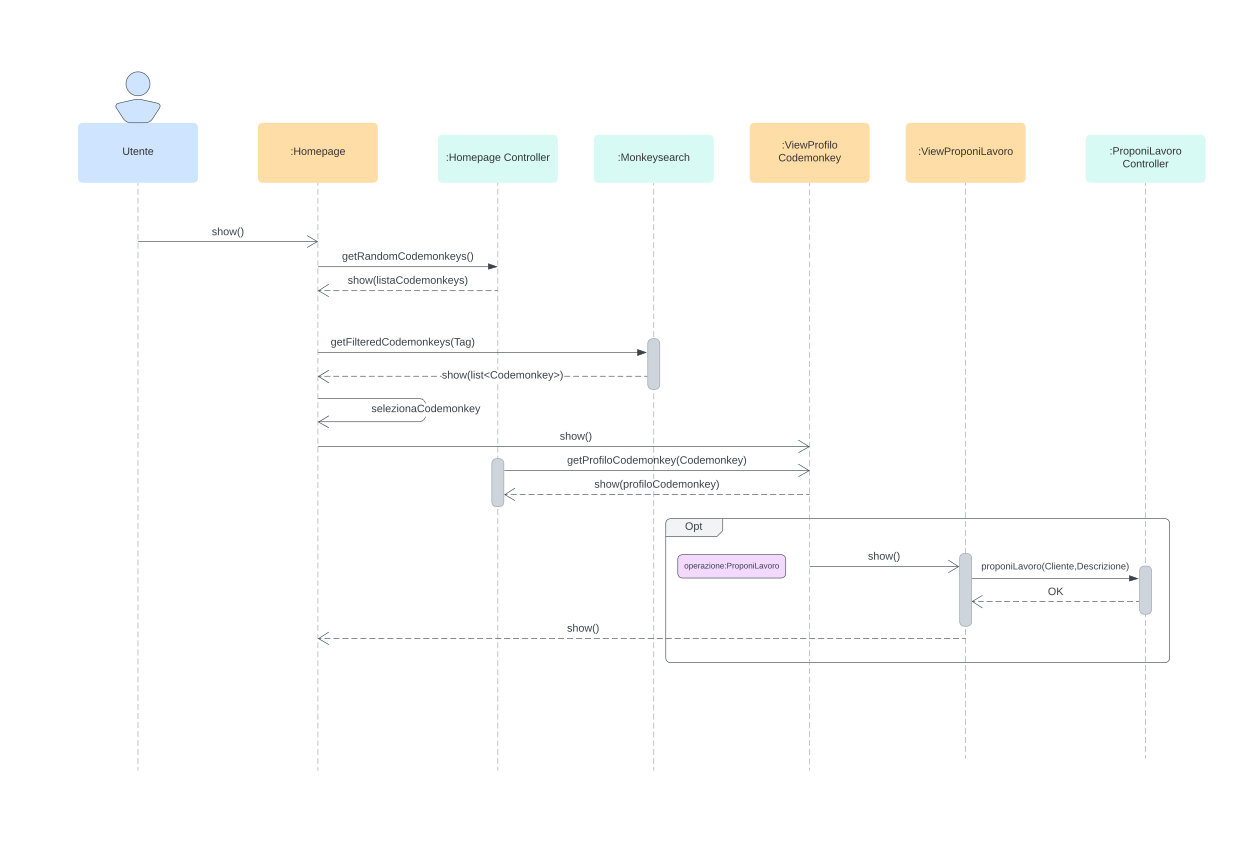 Utente
:Homepage
:Homepage Controller
:Monkeysearch
:ViewProfilo
Codemonkey
:ViewProponiLavoro
:ProponiLavoro
Controller
show()
getRandomCodemonkeys()
show(listaCodemonkeys)
getFilteredCodemonkeys(Tag)
show(list<Codemonkey>)
selezionaCodemonkey
show()
getProfiloCodemonkey(Codemonkey)
show(profiloCodemonkey)
Opt
operazione:ProponiLavoro
show()
proponiLavoro(Cliente,Descrizione)
OK
show()